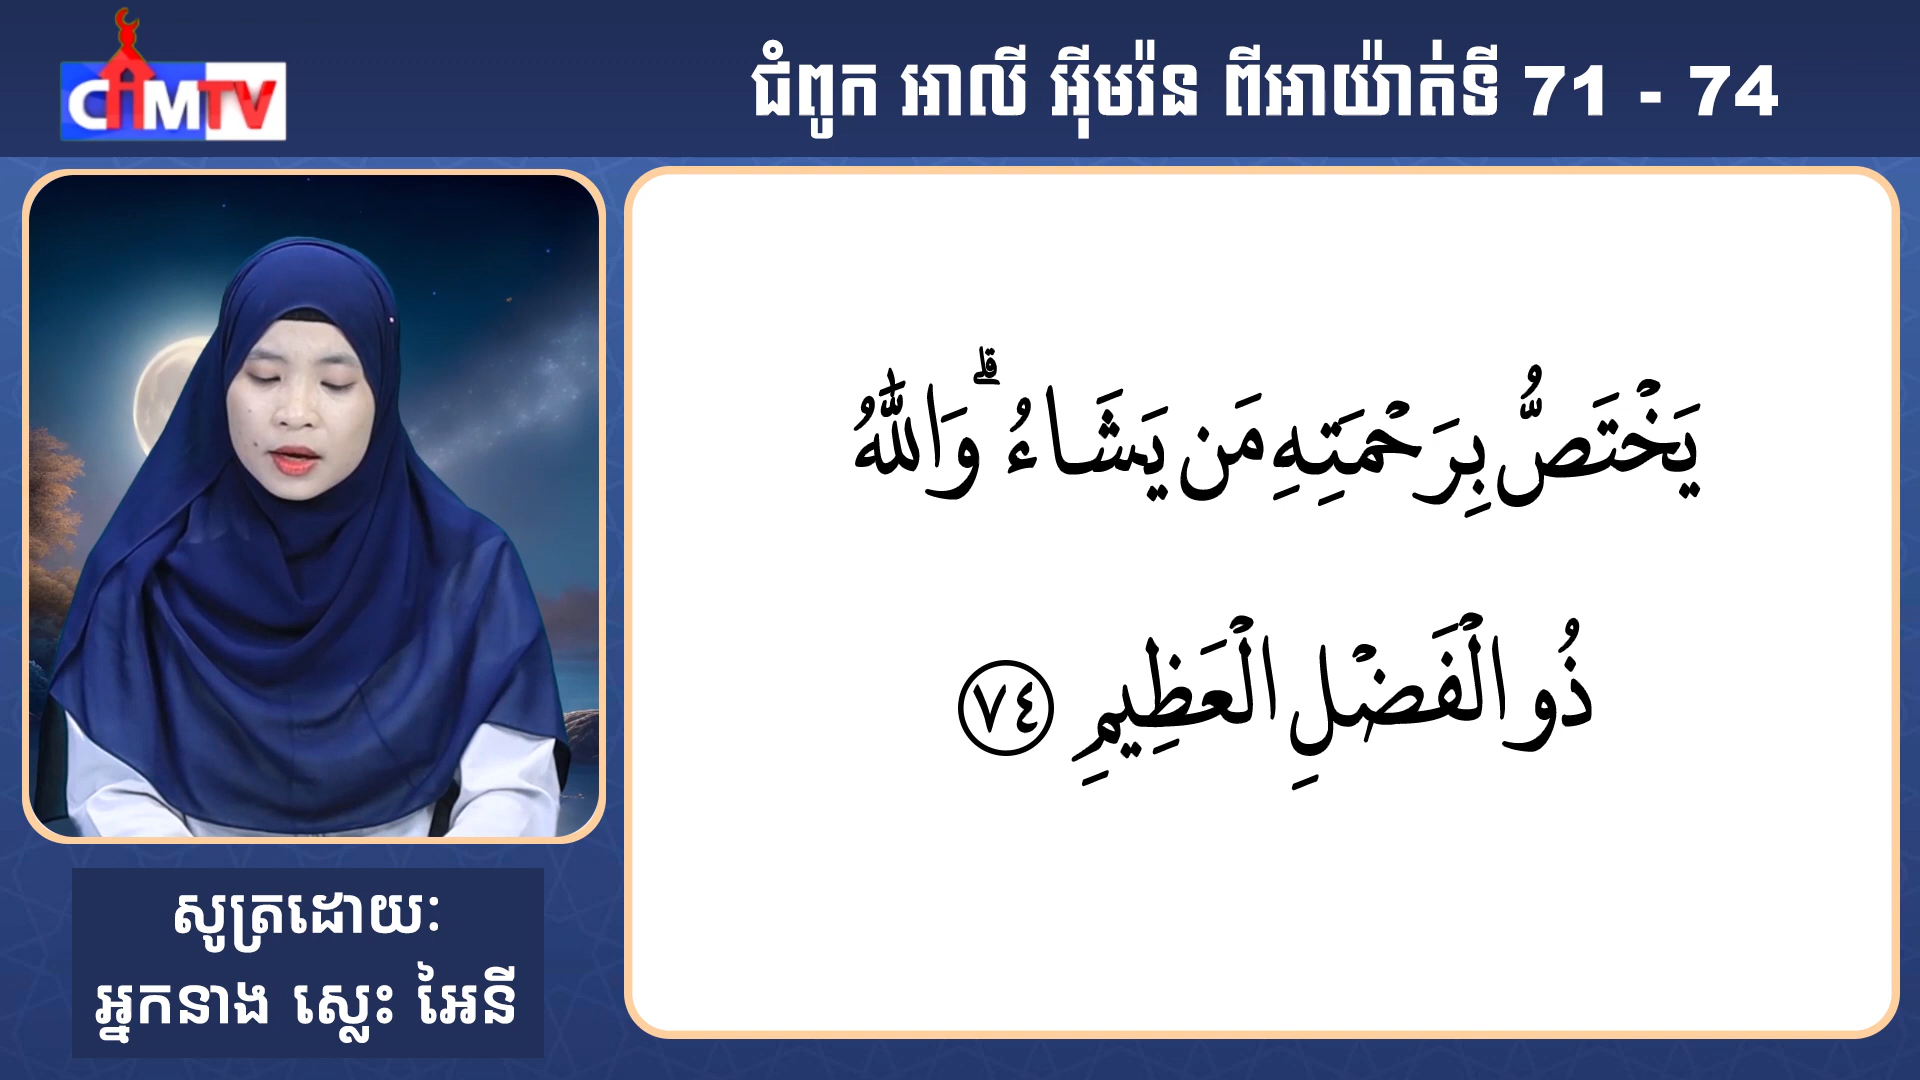 CAMTV
ជំពូក អាលី អ៊ីមរ៉ន ពីអាយ៉ាត់ទី 71 - 74
يَخْتَصُّ بِرَحْمَتِهِ مَن يَشَاءُ ۗ وَاللَّهُ
ذُو الْفَضْلِ الْعَظِيمِ ٧٤
សូត្រដោយ:
អ្នកនាង ស្លេះ អៃនី